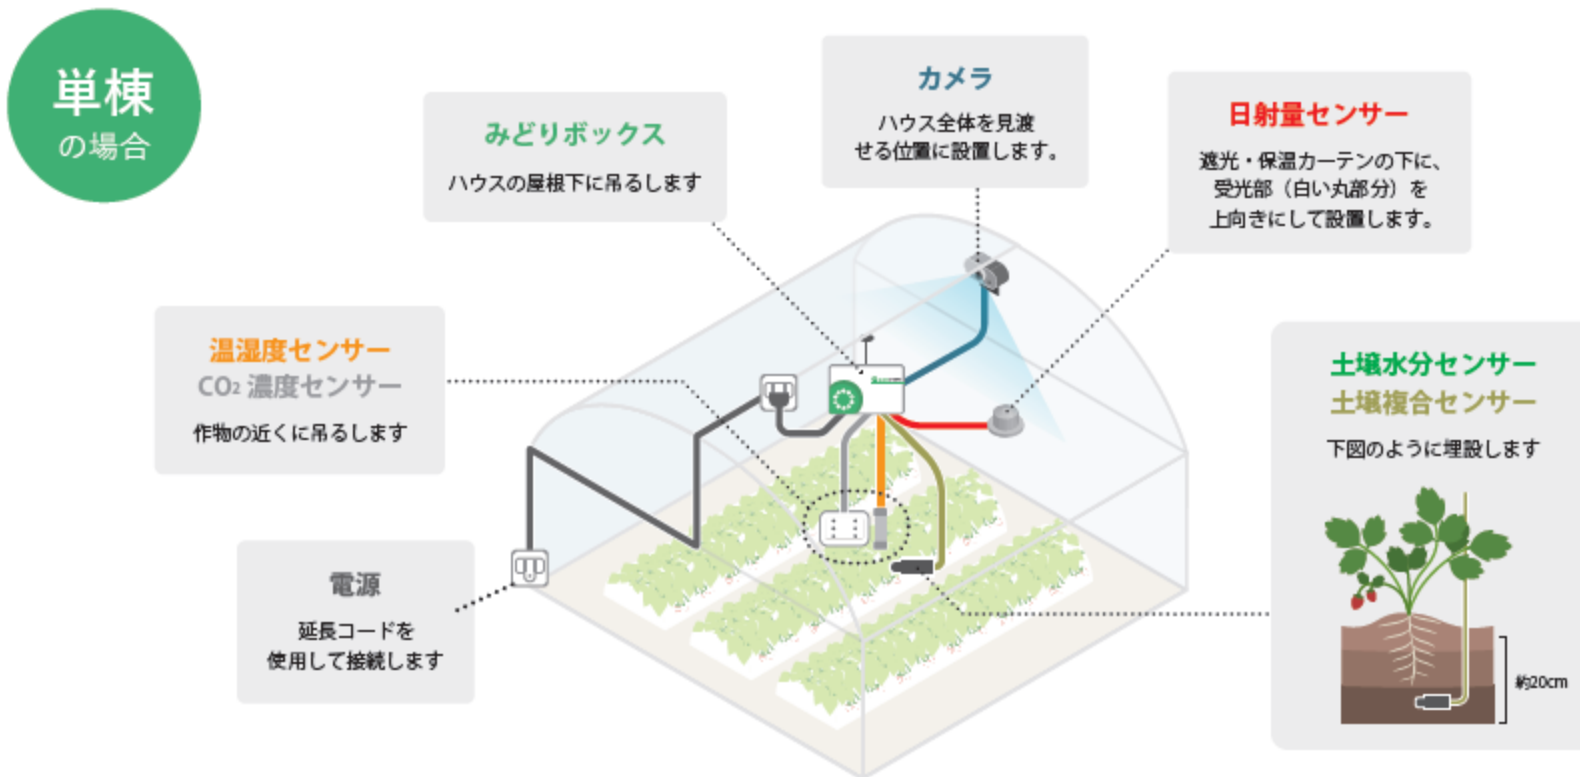 単棟
の場合
みどりボックス
ハウスの屋根下に吊るします
カメラ
ハウス全体を見渡
せる位置に設置します。
日射量センサー
遮光・保温カーテンの下に、
受光部（白い丸部分）を
上向きにして設置します。
温湿度センサー
CO₂ 濃度センサー
作物の近くに吊るします
電源
延長コードを
使用して接続します
土壌水分センサー
土壌複合センサー
下図のように埋設します
約20cm